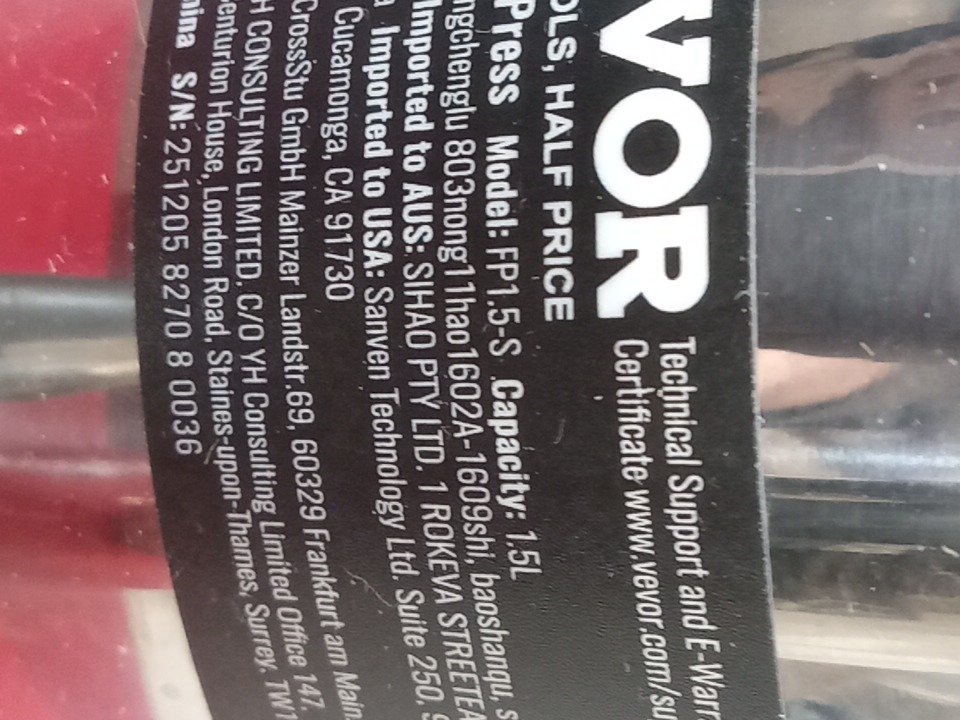 VOR
Technical Support and E-Warr
Certificate www.vevor.com/su
OLS, HALF PRICE
Press Model: FP1.5-S Capacity: 1.5L
ngchenglu 803nong11hao1602A-1609shi, baoshanqu, s
Imported to AUS: SIHAO PTY LTD. 1 ROKEVA STREETEA
Imported to USA: Sanven Technology Ltd. Suite 250, 9
Cucamonga, CA 91730
CrossStu GmbH Mainzer Landstr.69, 60329 Frankfurt am Main.
H CONSULTING LIMITED, C/O YH Consulting Limited Office 147,
enturion House, London Road, Staines-upon-Thames, Surrey, TW1
ina S/N: 251205 8270 8 0036